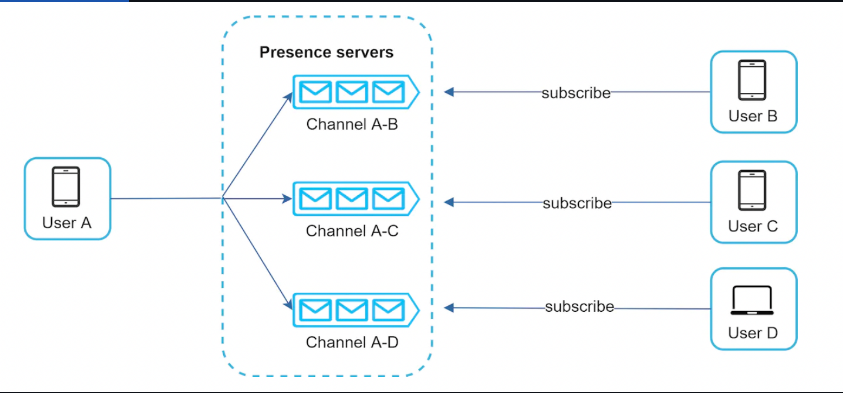 Presence servers
Channel A-B
subscribe
User B
User A
Channel A-C
subscribe
User C
Channel A-D
subscribe
User D